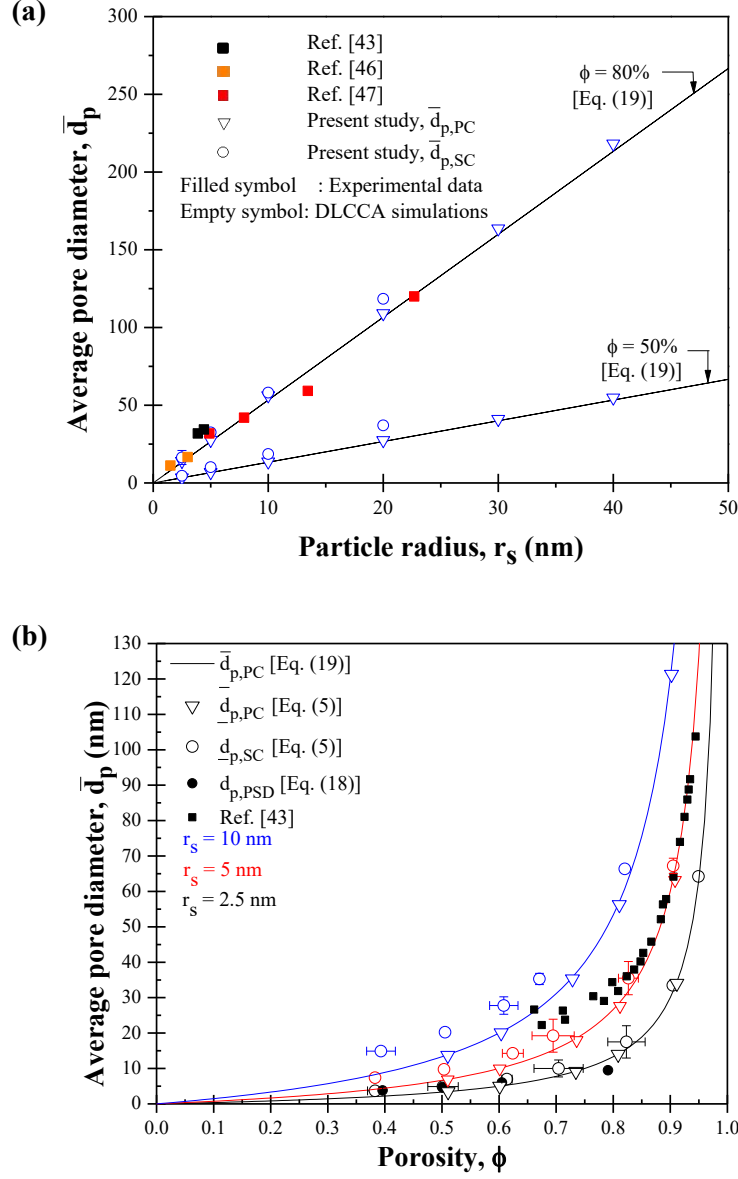 (a)
300
250
200
150
100
50
0
Average pore diameter, d̅p
Ref. [43]
Ref. [46]
Ref. [47]
Present study, d̅p,PC
Present study, d̅p,SC
Filled symbol : Experimental data
Empty symbol: DLCCA simulations
ϕ = 80%
[Eq. (19)]
ϕ = 50%
[Eq. (19)]
0 10 20 30 40 50
Particle radius, rs (nm)
(b)
130
120
110
100
90
80
70
60
50
40
30
20
10
0
Average pore diameter, d̅p (nm)
d̅p,PC [Eq. (19)]
d̅p,PC [Eq. (5)]
d̅p,SC [Eq. (5)]
d̅p,PSD [Eq. (18)]
Ref. [43]
rs = 10 nm
rs = 5 nm
rs = 2.5 nm
0.0 0.1 0.2 0.3 0.4 0.5 0.6 0.7 0.8 0.9 1.0
Porosity, ϕ